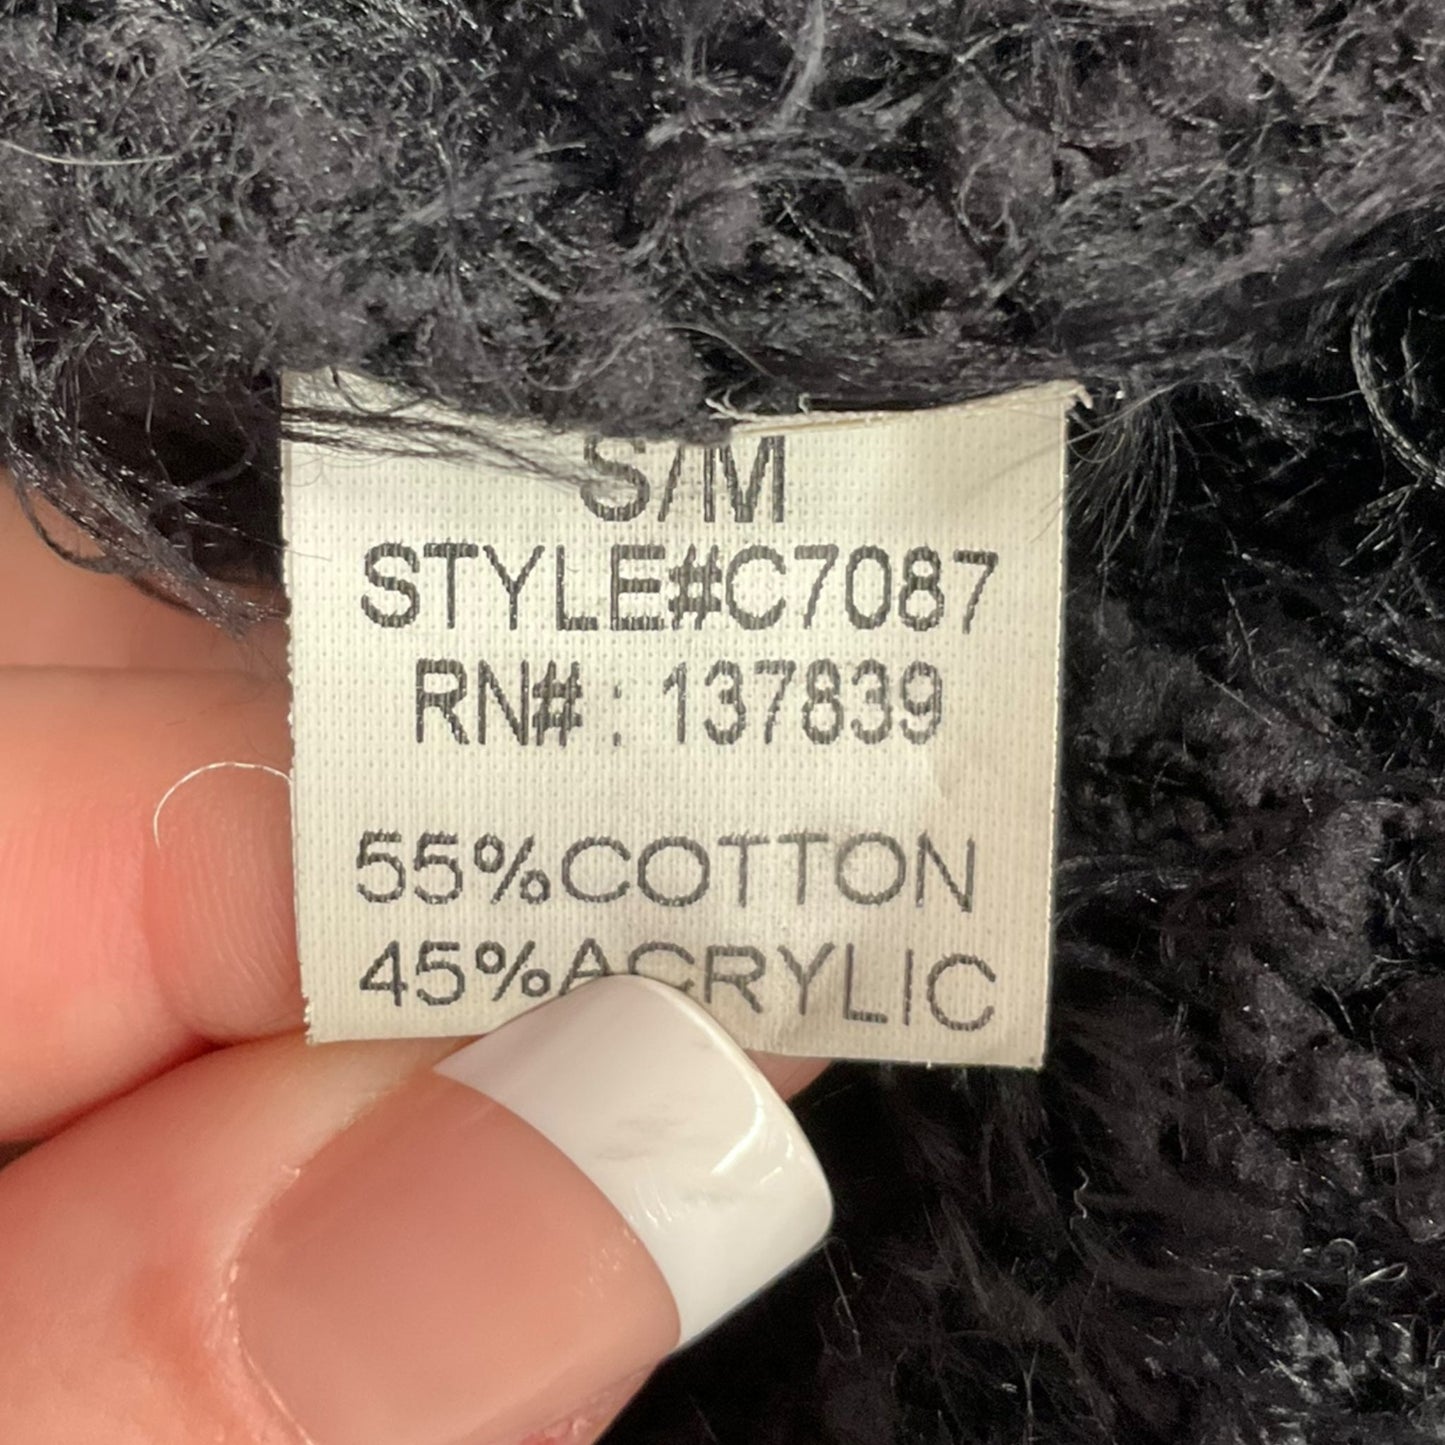 S/M
STYLE#C7087
RN# : 137839
55%COTTON
45%ACRYLIC